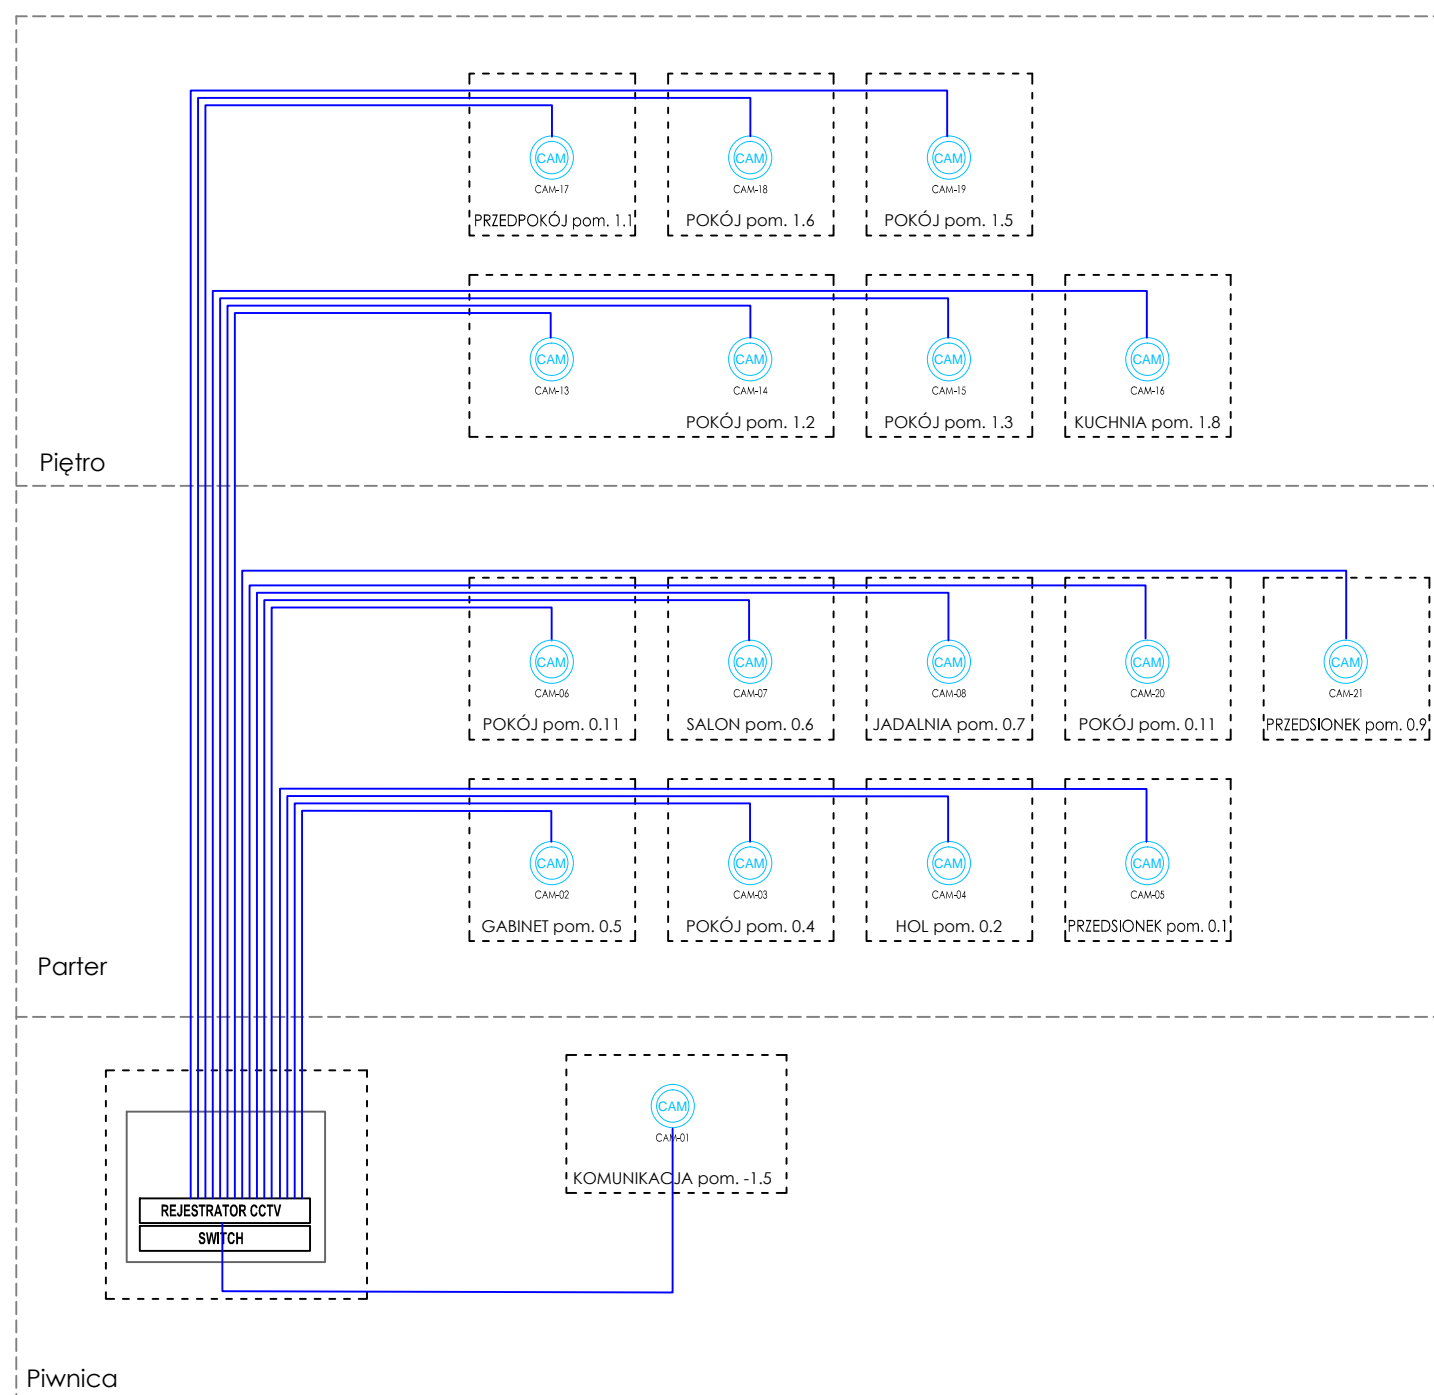 CAM CAM CAM
CAM-17 CAM-18 CAM-19
PRZEDPOKÓJ pom. 1.1 POKÓJ pom. 1.6 POKÓJ pom. 1.5
CAM CAM CAM CAM
CAM-13 CAM-14 CAM-15 CAM-16
POKÓJ pom. 1.2 POKÓJ pom. 1.3 KUCHNIA pom. 1.8
Piętro
CAM CAM CAM CAM CAM
CAM-06 CAM-07 CAM-08 CAM-20 CAM-21
POKÓJ pom. 0.11 SALON pom. 0.6 JADALNIA pom. 0.7 POKÓJ pom. 0.11 PRZEDSIONEK pom. 0.9
CAM CAM CAM CAM
CAM-02 CAM-03 CAM-04 CAM-05
GABINET pom. 0.5 POKÓJ pom. 0.4 HOL pom. 0.2 PRZEDSIONEK pom. 0.1
Parter
CAM
CAM-01
KOMUNIKACJA pom. -1.5
REJESTRATOR CCTV
SWITCH
Piwnica